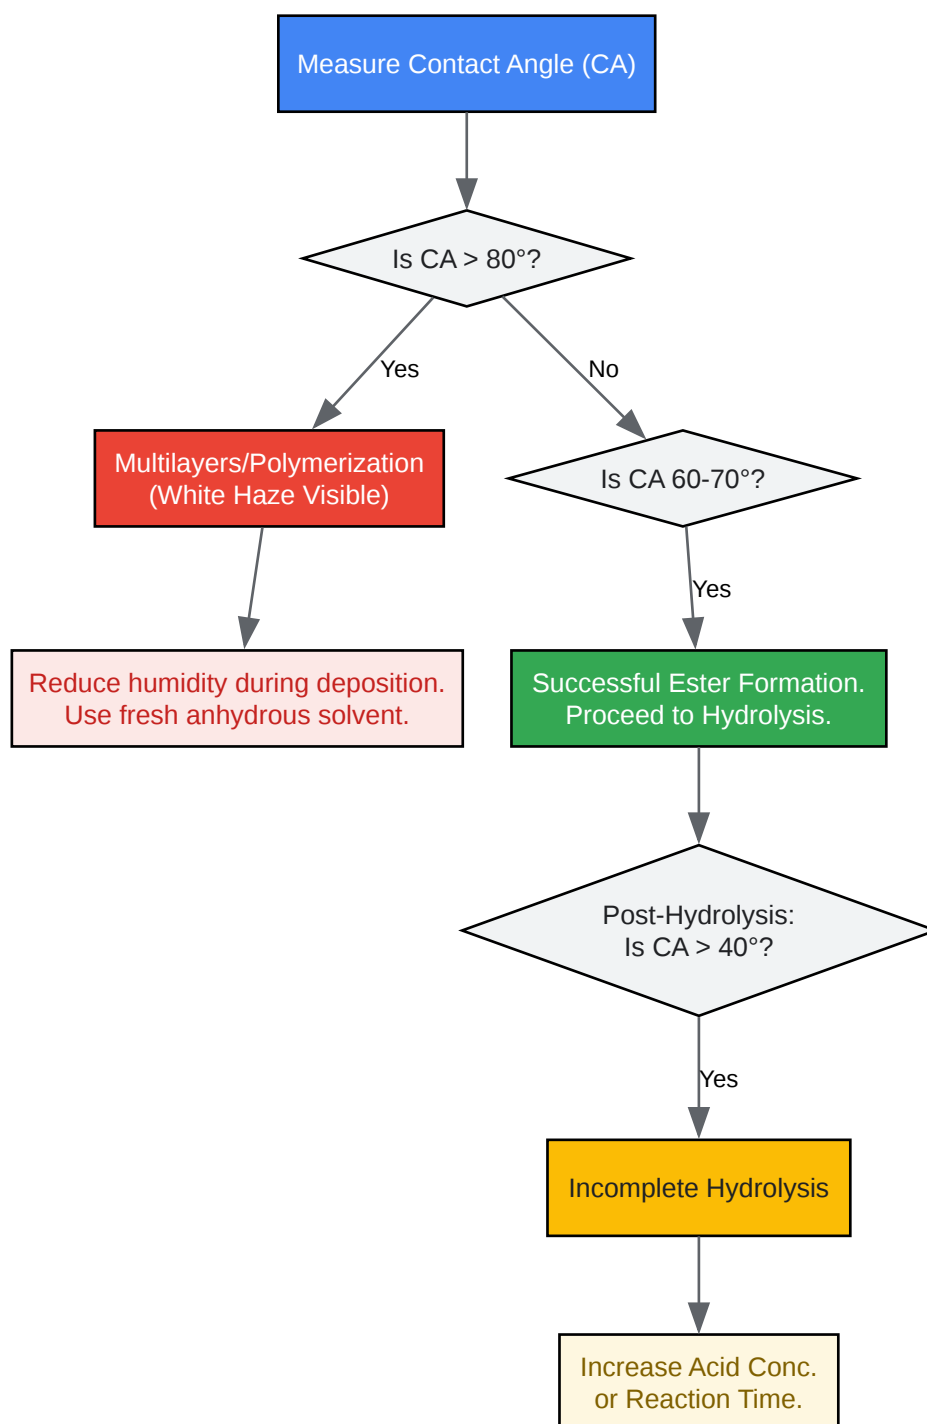 Measure Contact Angle (CA)
Is CA > 80°?
Yes
No
Multilayers/Polymerization
(White Haze Visible)
Is CA 60-70°?
Yes
Reduce humidity during deposition.
Use fresh anhydrous solvent.
Successful Ester Formation.
Proceed to Hydrolysis.
Post-Hydrolysis:
Is CA > 40°?
Yes
Incomplete Hydrolysis
Increase Acid Conc.
or Reaction Time.